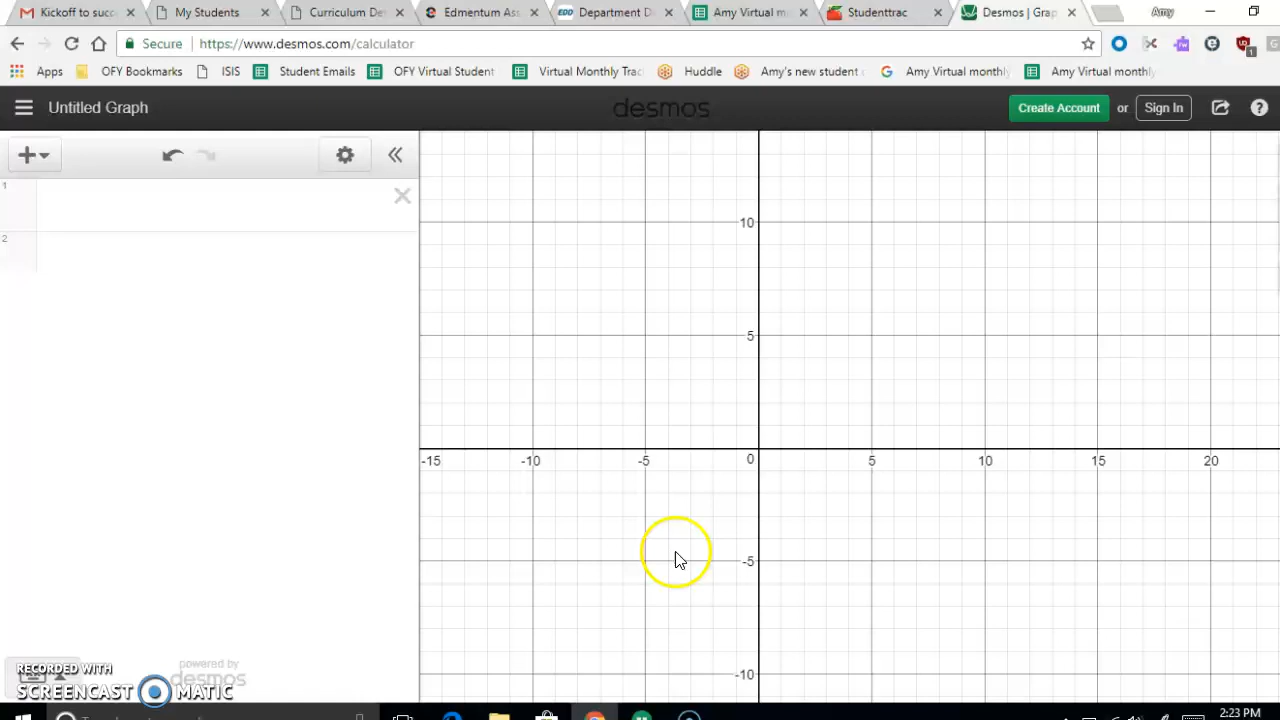 Kickoff to succe
My Students
Curriculum De
Edmentum Ass
Department D
Amy Virtual m
Studenttrac
Desmos | Grap
Amy
Secure
https://www.desmos.com/calculator
Apps
OFY Bookmarks
ISIS
Student Emails
OFY Virtual Student
Virtual Monthly Trac
Huddle
Amy's new student
Amy Virtual monthly
Amy Virtual monthly
Untitled Graph
desmos
Create Account
or
Sign In
1
2
10
5
-15
-10
-5
0
5
10
15
20
-5
-10
RECORDED WITH
SCREENCAST MATIC
powered by
desmos
2:23 PM